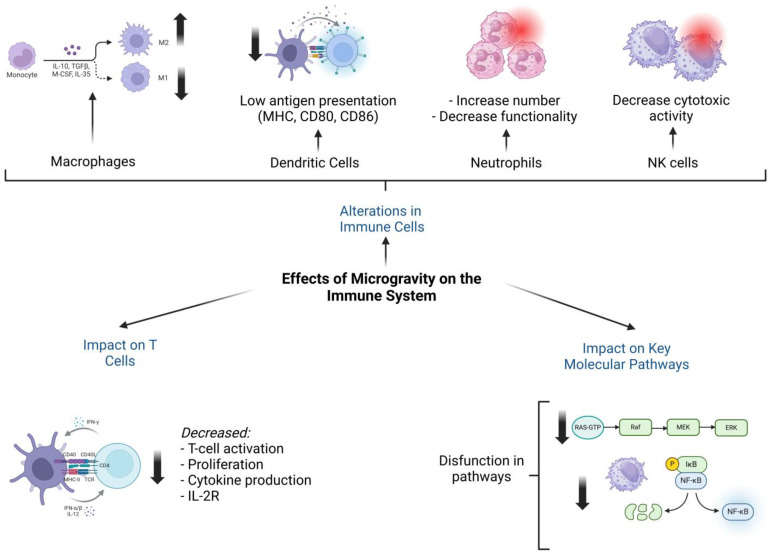 Monocyte
IL-10, TGFβ,
M-CSF, IL-35
M2
M1
Macrophages
Low antigen presentation
(MHC, CD80, CD86)
Dendritic Cells
- Increase number
- Decrease functionality
Neutrophils
Decrease cytotoxic
activity
NK cells
Alterations in
Immune Cells
Effects of Microgravity on the
Immune System
Impact on T
Cells
Impact on Key
Molecular Pathways
IFN-γ
CD40 CD40L
CD4
MHC-II TCR
IFN-α/β
IL-12
Decreased:
- T-cell activation
- Proliferation
- Cytokine production
- IL-2R
Disfunction in
pathways
RAS-GTP
Raf
MEK
ERK
P
IκB
NF-κB
NF-κB